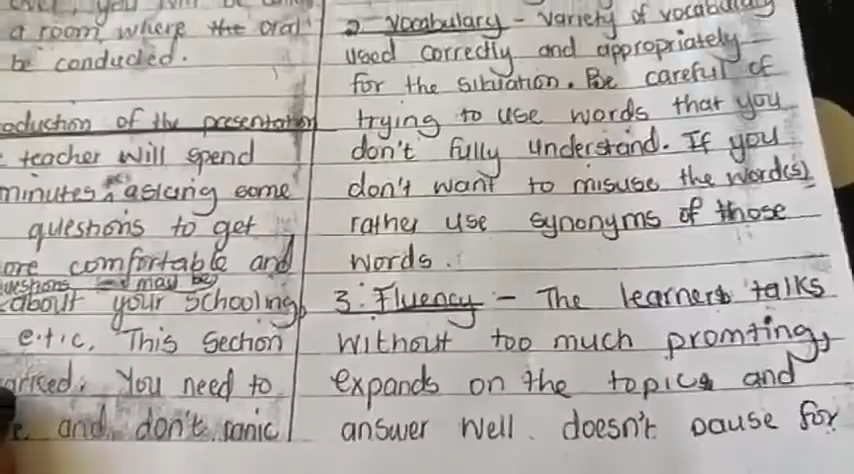 a room, where the oral
be conducted.
oduction of the presentation
teacher will spend
minutes asking some
questions to get
ore comfortable and
uestions may be
about your schooling,
e.t.c. This section
You need to
and don't panic
2. Vocabulary - Variety of vocabulary
used correctly and appropriately
for the situation. Be careful of
trying to use words that you
don't fully understand. If you
don't want to misuse the word(s)
rather use synonyms of those
words.
3. Fluency - The learners talks
without too much promting,
expands on the topics and
answer well. doesn't pause for